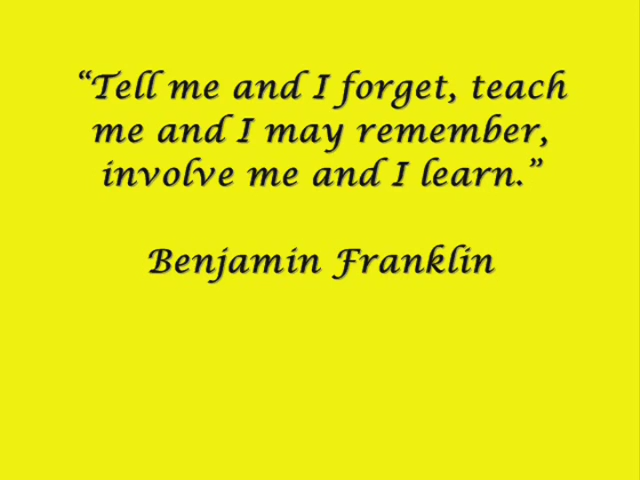 “Tell me and I forget, teach
me and I may remember,
involve me and I learn.”
Benjamin Franklin